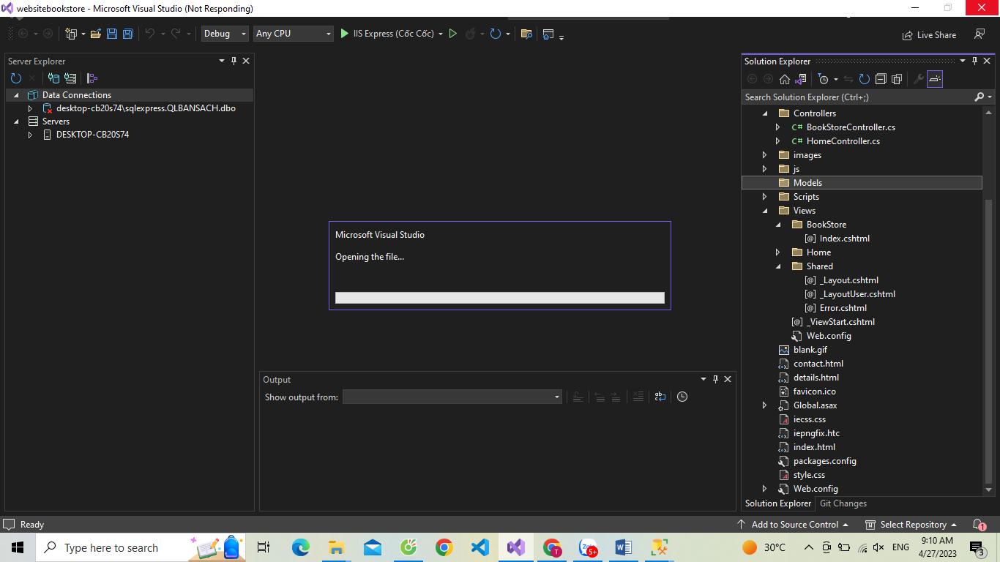 websitebookstore - Microsoft Visual Studio (Not Responding)
Debug
Any CPU
IIS Express (Cốc Cốc)
Live Share
Server Explorer
Data Connections
desktop-cb20s74\sqlexpress.QLBANSACH.dbo
Servers
DESKTOP-CB20S74
Microsoft Visual Studio
Opening the file...
Output
Show output from:
Solution Explorer
Search Solution Explorer (Ctrl+;)
Controllers
C# BookStoreController.cs
C# HomeController.cs
images
js
Models
Scripts
Views
BookStore
Index.cshtml
Home
Shared
_Layout.cshtml
_LayoutUser.cshtml
Error.cshtml
_ViewStart.cshtml
Web.config
blank.gif
contact.html
details.html
favicon.ico
Global.asax
iecss.css
iepngfix.htc
index.html
packages.config
style.css
Web.config
Solution Explorer Git Changes
Ready
Add to Source Control
Select Repository
1
Type here to search
T
Zalo
5+
W
30°C
ENG
9:10 AM
4/27/2023
3